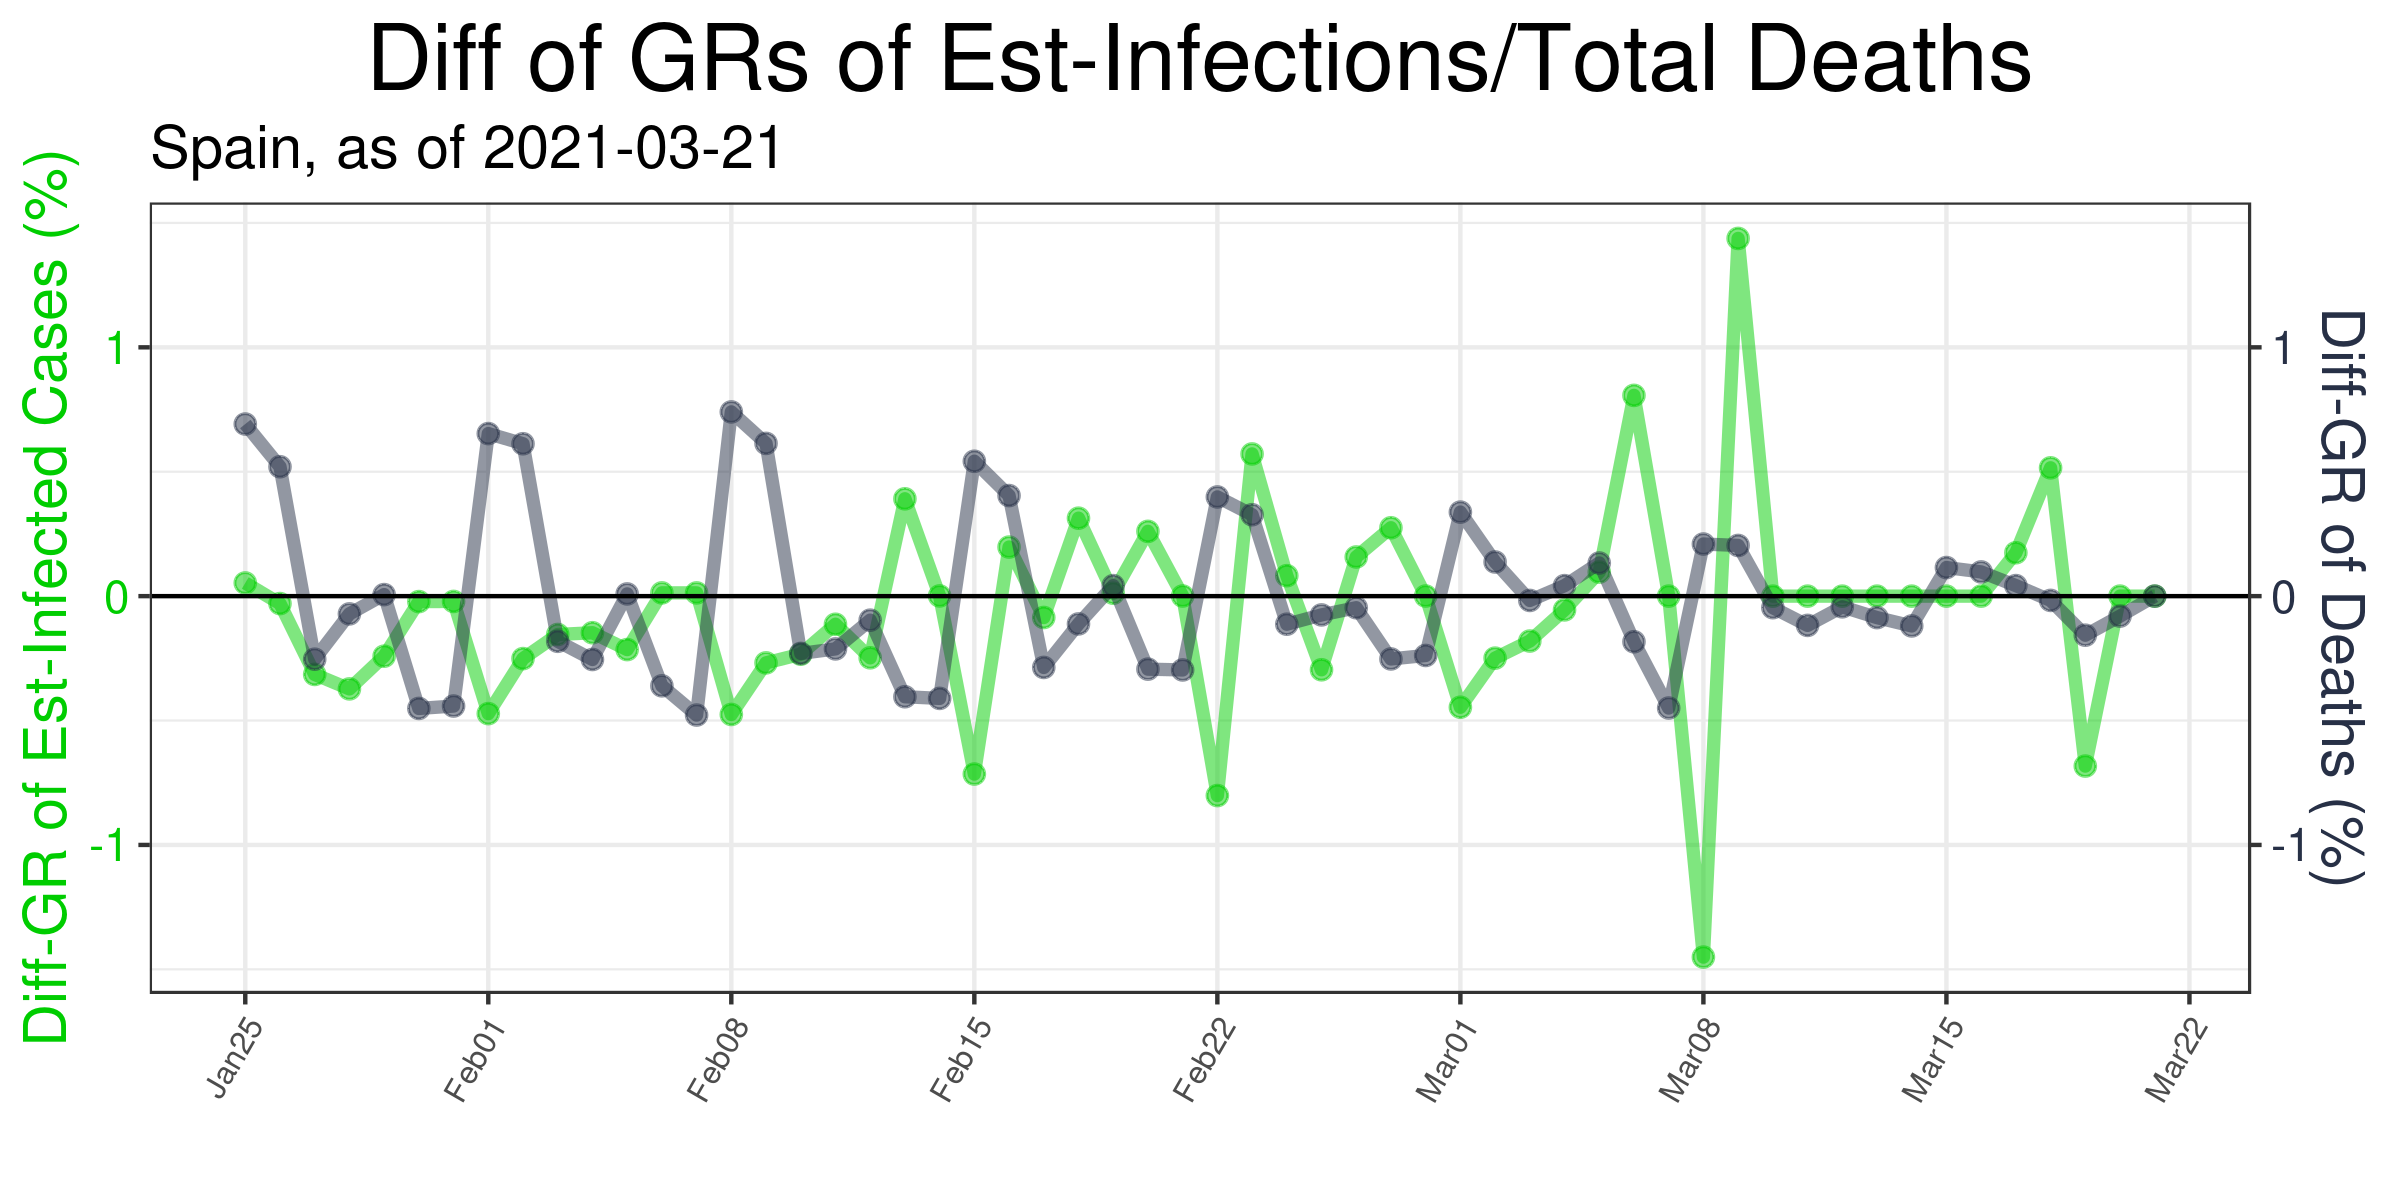 Diff of GRs of Est-Infections/Total Deaths
Spain, as of 2021-03-21
Diff-GR of Est-Infected Cases (%)
1
0
-1
1
0
-1
Diff-GR of Deaths (%)
Jan25
Feb01
Feb08
Feb15
Feb22
Mar01
Mar08
Mar15
Mar22